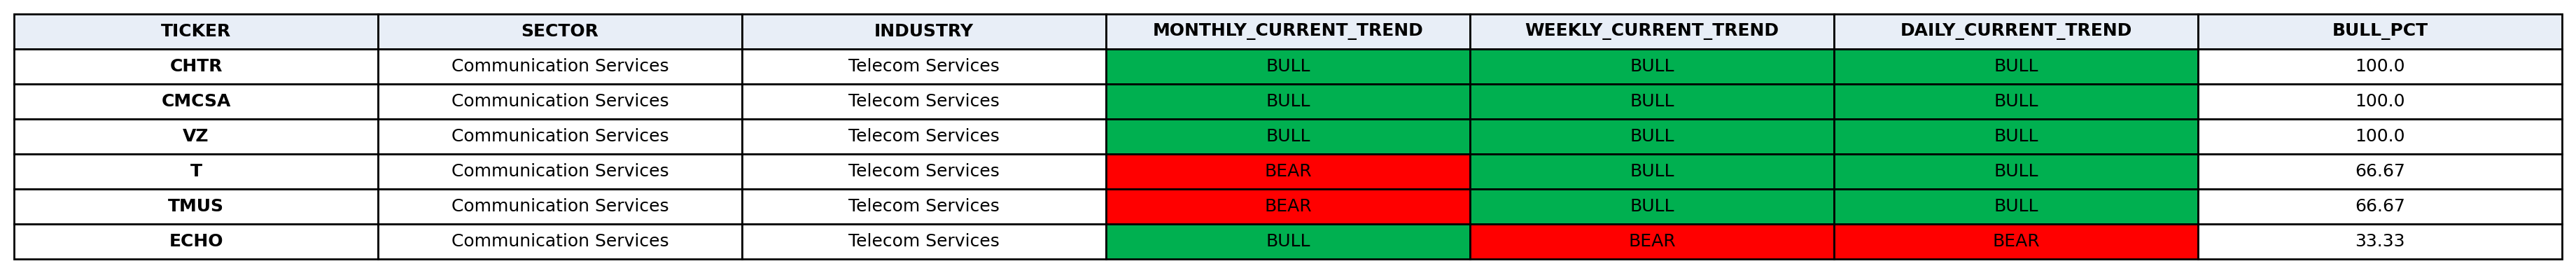 TICKER SECTOR INDUSTRY MONTHLY_CURRENT_TREND WEEKLY_CURRENT_TREND DAILY_CURRENT_TREND BULL_PCT
CHTR Communication Services Telecom Services BULL BULL BULL 100.0
CMCSA Communication Services Telecom Services BULL BULL BULL 100.0
VZ Communication Services Telecom Services BULL BULL BULL 100.0
T Communication Services Telecom Services BEAR BULL BULL 66.67
TMUS Communication Services Telecom Services BEAR BULL BULL 66.67
ECHO Communication Services Telecom Services BULL BEAR BEAR 33.33